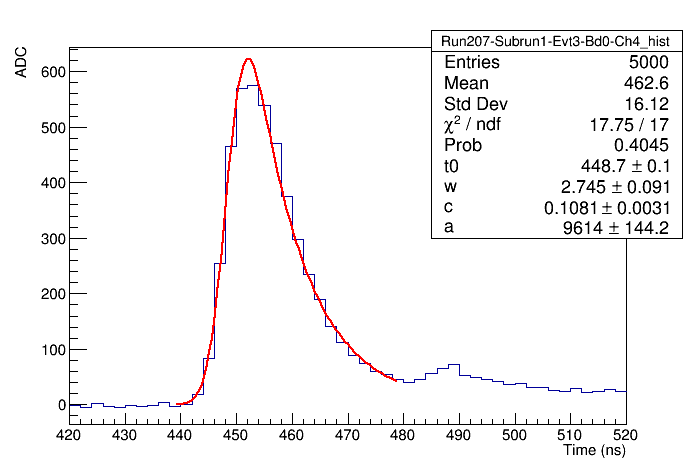 Run207-Subrun1-Evt3-Bd0-Ch4_hist
Entries 5000
Mean 462.6
Std Dev 16.12
χ² / ndf 17.75 / 17
Prob 0.4045
t0 448.7 ± 0.1
w 2.745 ± 0.091
c 0.1081 ± 0.0031
a 9614 ± 144.2
ADC
600
500
400
300
200
100
0
420 430 440 450 460 470 480 490 500 510 520
Time (ns)